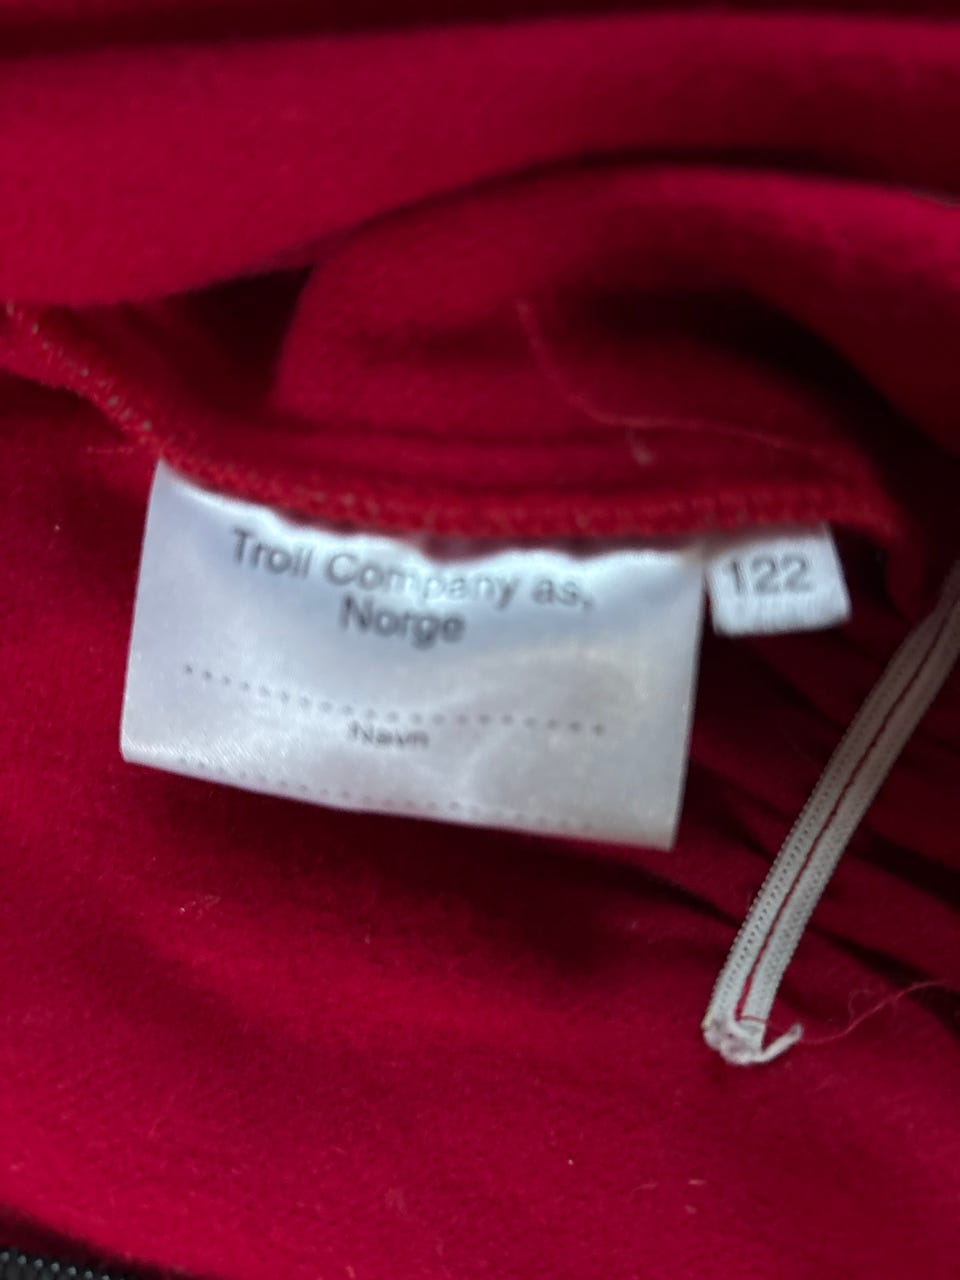 Troll Company as,
Norge
Navn
122